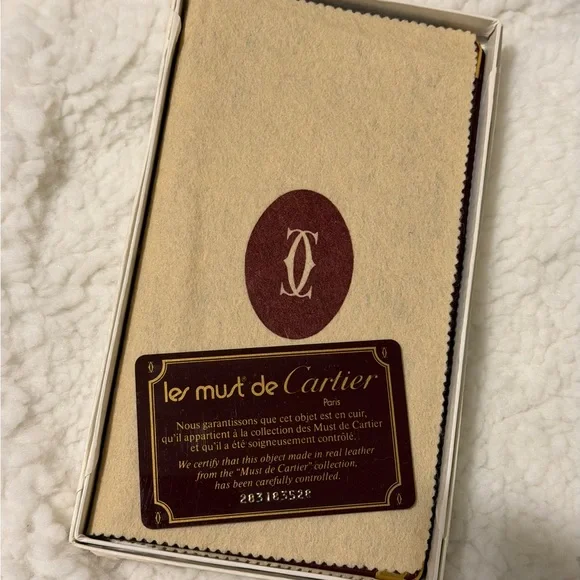 les must de Cartier
Paris
Nous garantissons que cet objet est en cuir,
qu'il appartient à la collection des Must de Cartier
et qu'il a été soigneusement contrôlé.
We certify that this object made in real leather
from the "Must de Cartier" collection,
has been carefully controlled.
203103520